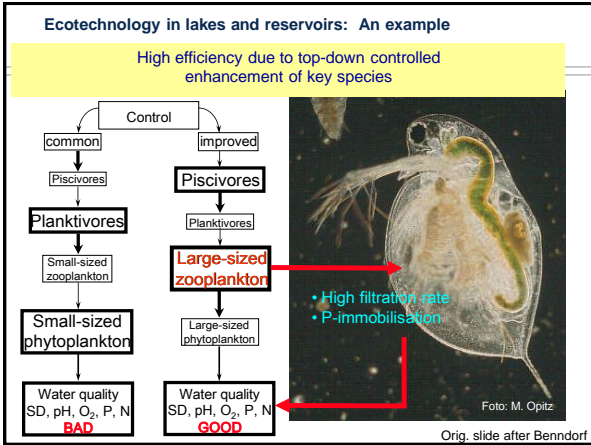 Ecotechnology in lakes and reservoirs: An example
High efficiency due to top-down controlled
enhancement of key species
Control
common
improved
Piscivores
Piscivores
Planktivores
Planktivores
Small-sized
zooplankton
Large-sized
zooplankton
• High filtration rate
• P-immobilisation
Small-sized
phytoplankton
Large-sized
phytoplankton
Water quality
SD, pH, O₂, P, N
BAD
Water quality
SD, pH, O₂, P, N
GOOD
Foto: M. Opitz
Orig. slide after Benndorf